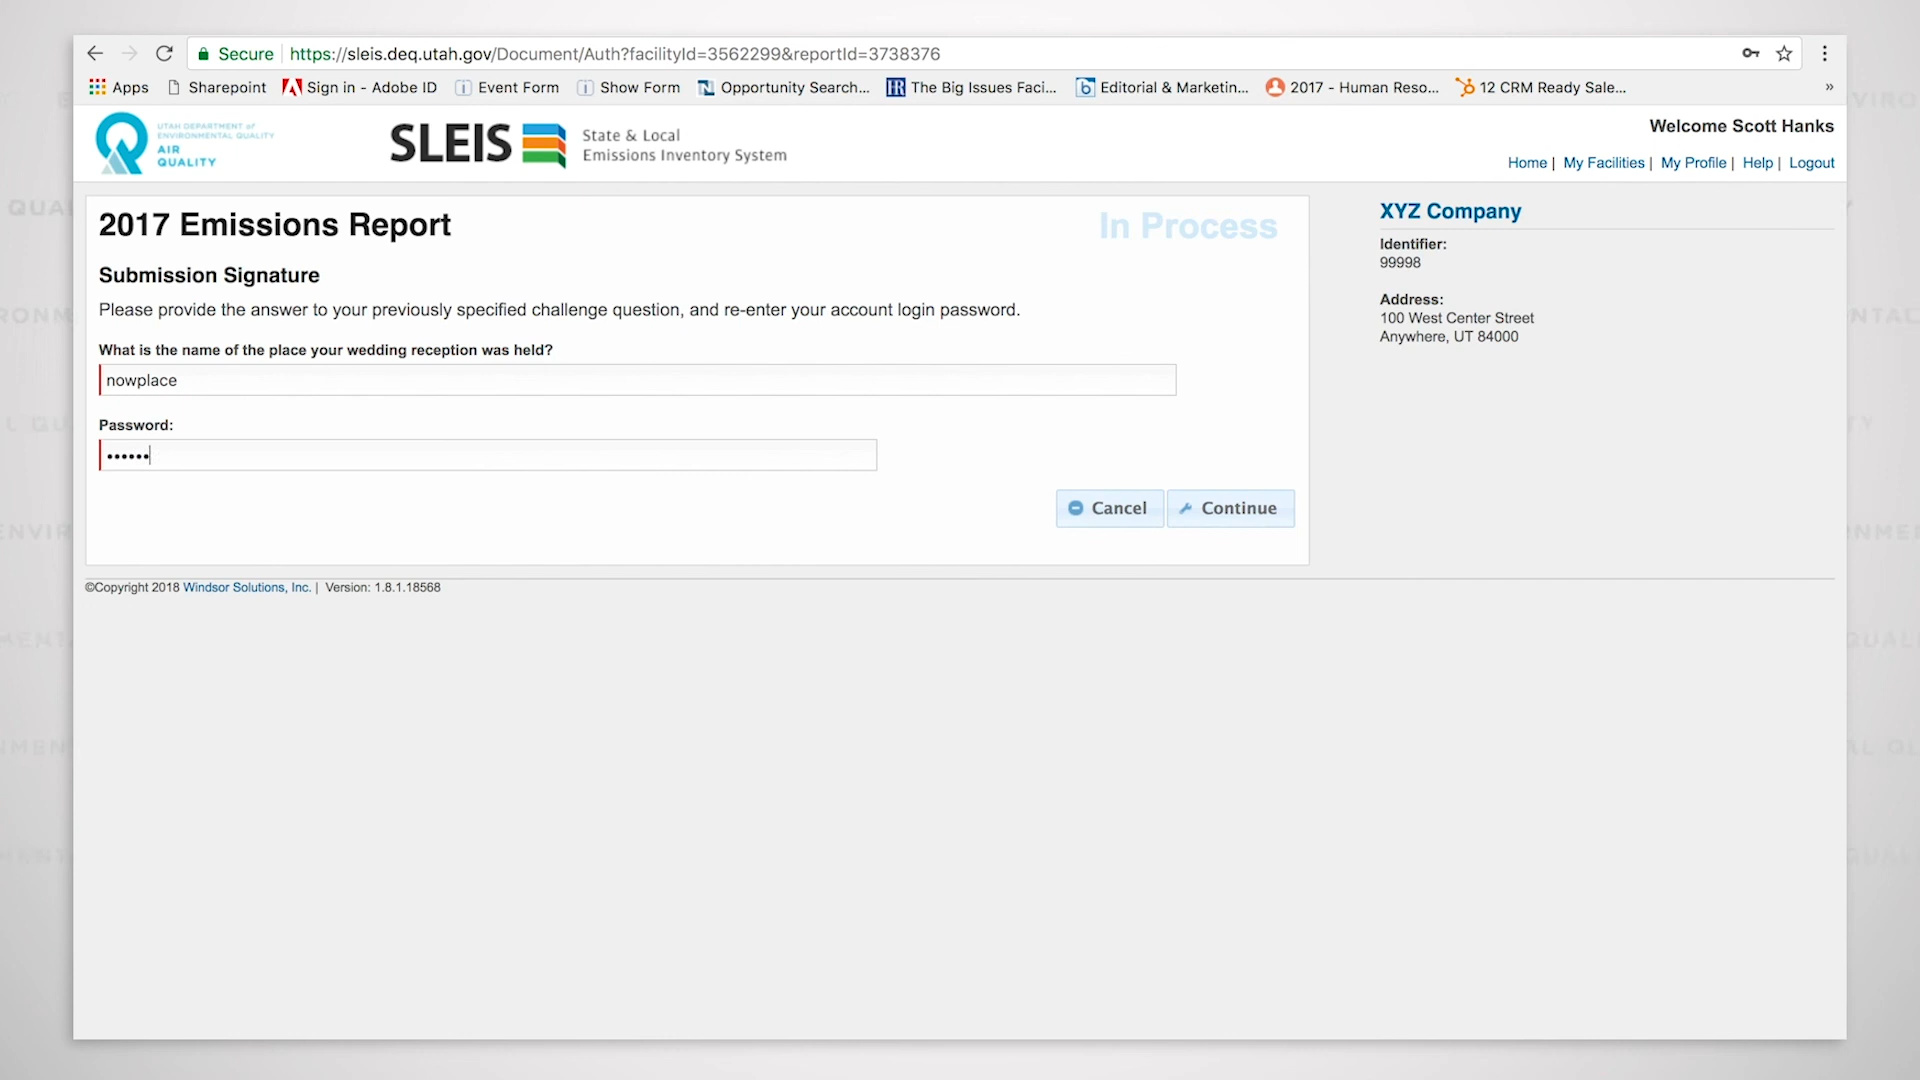 Secure https://sleis.deq.utah.gov/Document/Auth?facilityId=3562299&reportId=3738376
Apps Sharepoint Sign in - Adobe ID Event Form Show Form Opportunity Search... The Big Issues Faci... Editorial & Marketin... 2017 - Human Reso... 12 CRM Ready Sale... »
UTAH DEPARTMENT of
ENVIRONMENTAL QUALITY
AIR
QUALITY
SLEIS
State & Local
Emissions Inventory System
Welcome Scott Hanks
Home | My Facilities | My Profile | Help | Logout
2017 Emissions Report
In Process
Submission Signature
Please provide the answer to your previously specified challenge question, and re-enter your account login password.
What is the name of the place your wedding reception was held?
nowplace
Password:
••••••
Cancel
Continue
XYZ Company
Identifier:
99998
Address:
100 West Center Street
Anywhere, UT 84000
©Copyright 2018 Windsor Solutions, Inc. | Version: 1.8.1.18568